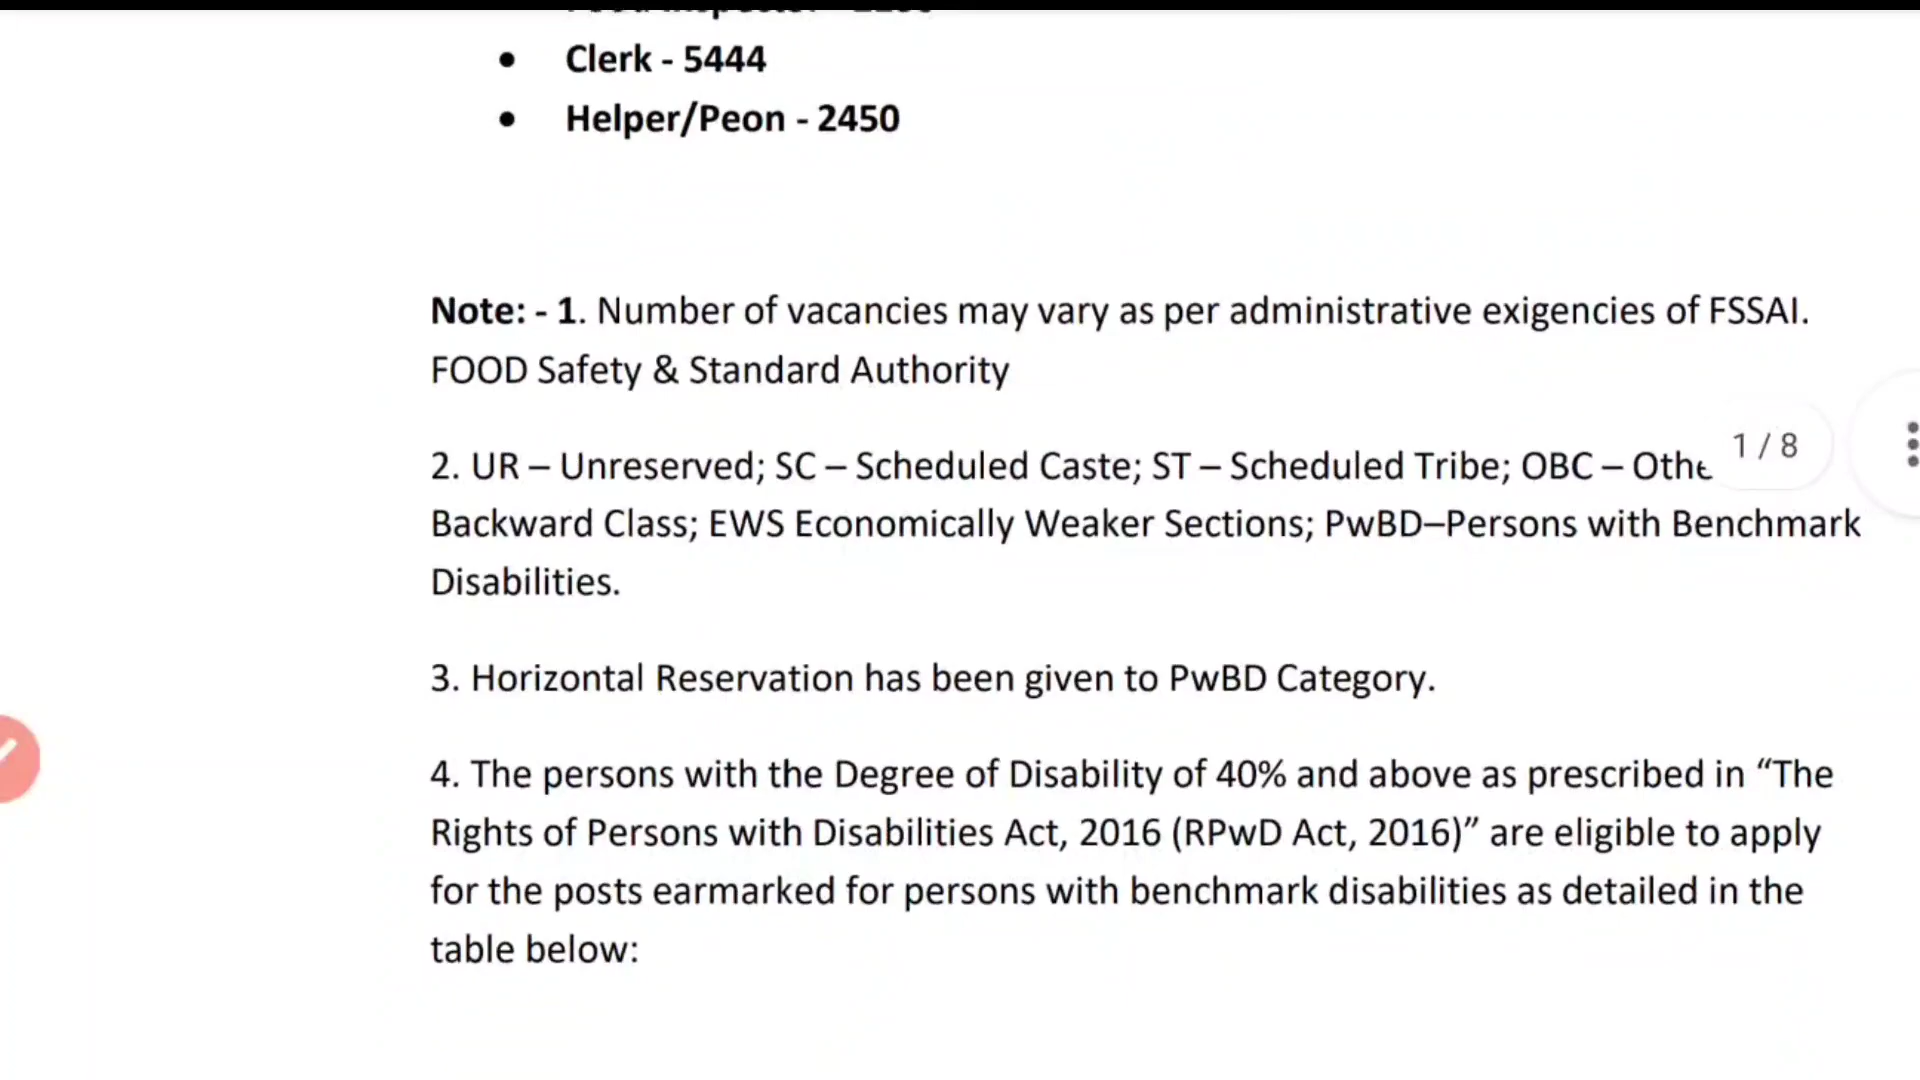 • Clerk - 5444
• Helper/Peon - 2450
Note: - 1. Number of vacancies may vary as per administrative exigencies of FSSAI.
FOOD Safety & Standard Authority
2. UR – Unreserved; SC – Scheduled Caste; ST – Scheduled Tribe; OBC – Othe
1 / 8
Backward Class; EWS Economically Weaker Sections; PwBD–Persons with Benchmark
Disabilities.
3. Horizontal Reservation has been given to PwBD Category.
4. The persons with the Degree of Disability of 40% and above as prescribed in “The
Rights of Persons with Disabilities Act, 2016 (RPwD Act, 2016)” are eligible to apply
for the posts earmarked for persons with benchmark disabilities as detailed in the
table below: